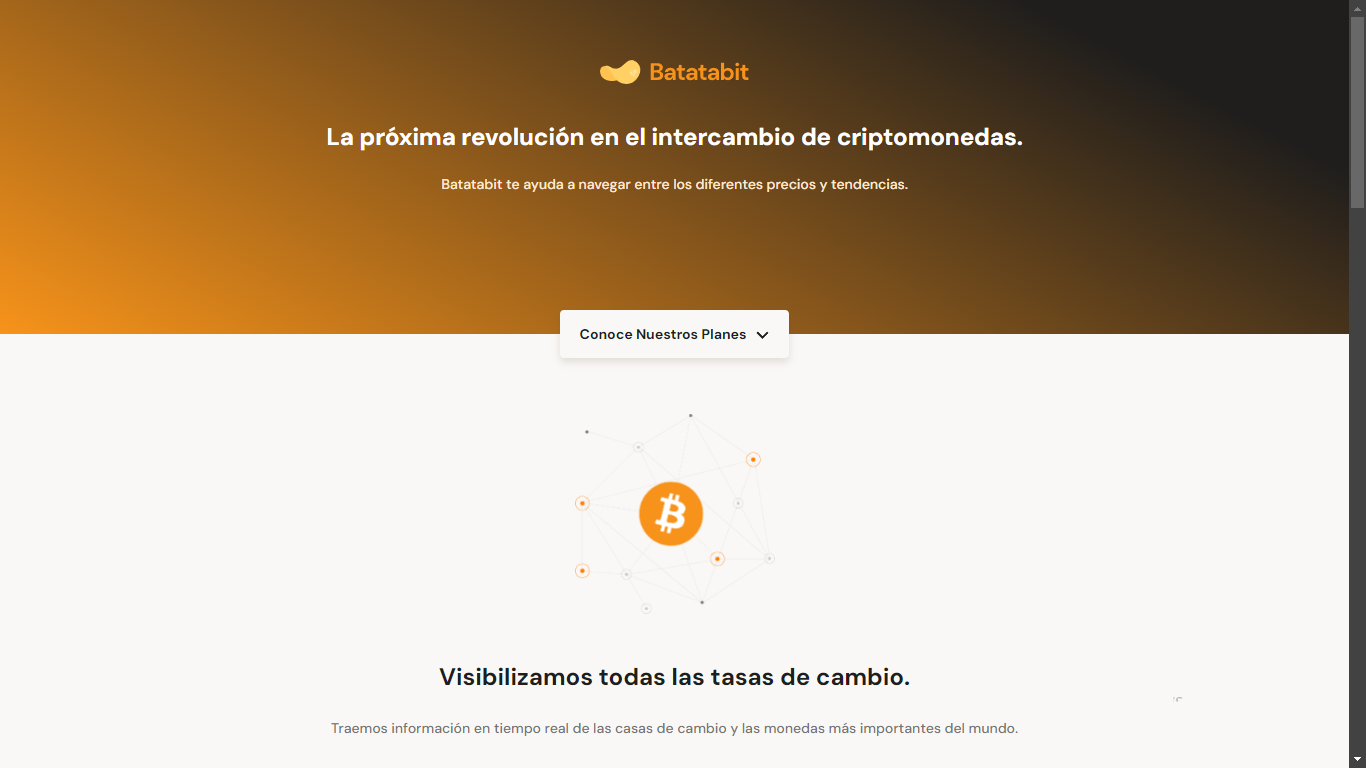 Batatabit
La próxima revolución en el intercambio de criptomonedas.
Batatabit te ayuda a navegar entre los diferentes precios y tendencias.
Conoce Nuestros Planes
Visibilizamos todas las tasas de cambio.
Traemos información en tiempo real de las casas de cambio y las monedas más importantes del mundo.